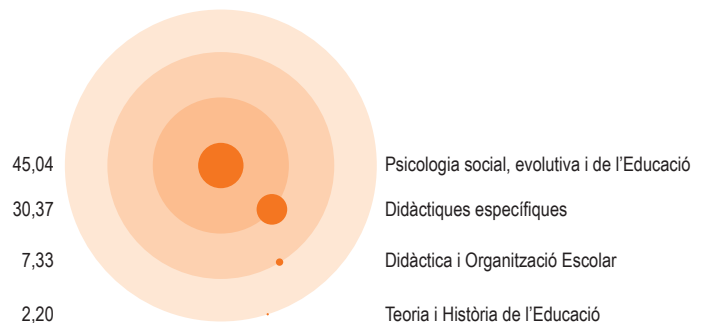 45,04 Psicologia social, evolutiva i de l’Educació
30,37 Didàctiques específiques
7,33 Didàctica i Organització Escolar
2,20 Teoria i Història de l’Educació